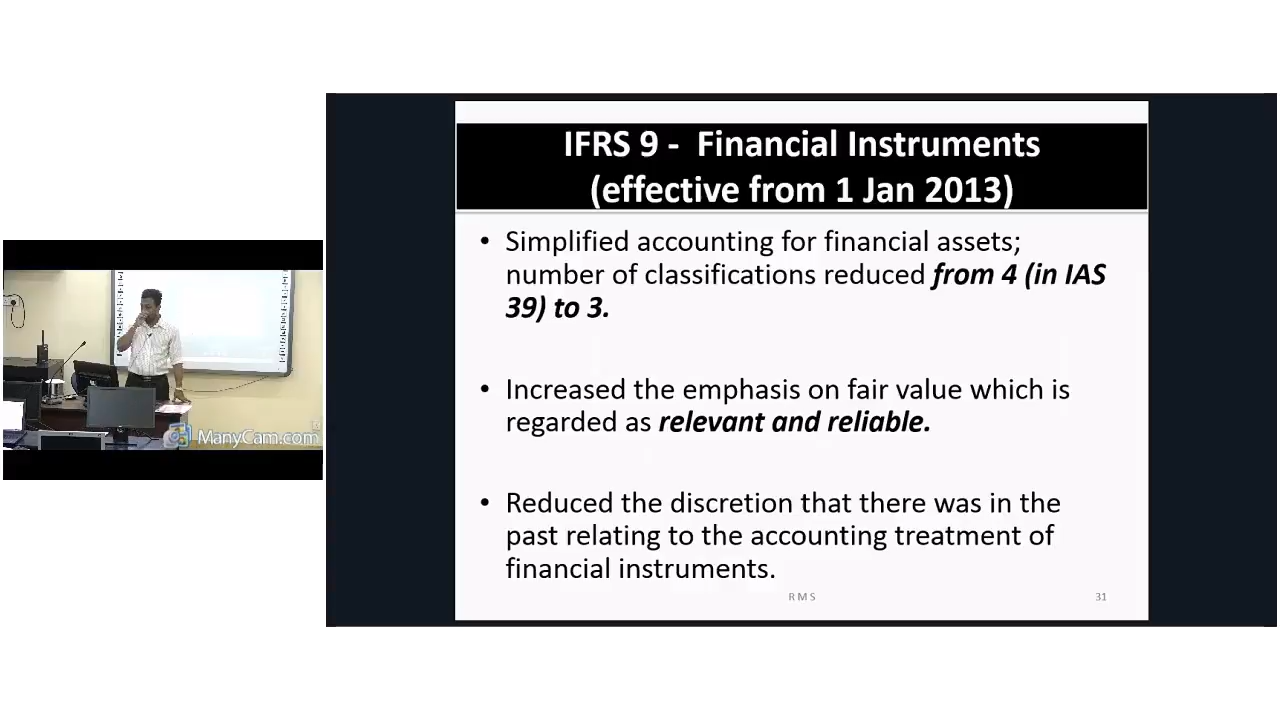 IFRS 9 - Financial Instruments
(effective from 1 Jan 2013)
• Simplified accounting for financial assets;
number of classifications reduced from 4 (in IAS
39) to 3.
• Increased the emphasis on fair value which is
regarded as relevant and reliable.
• Reduced the discretion that there was in the
past relating to the accounting treatment of
financial instruments.
R M S
31
ManyCam.com